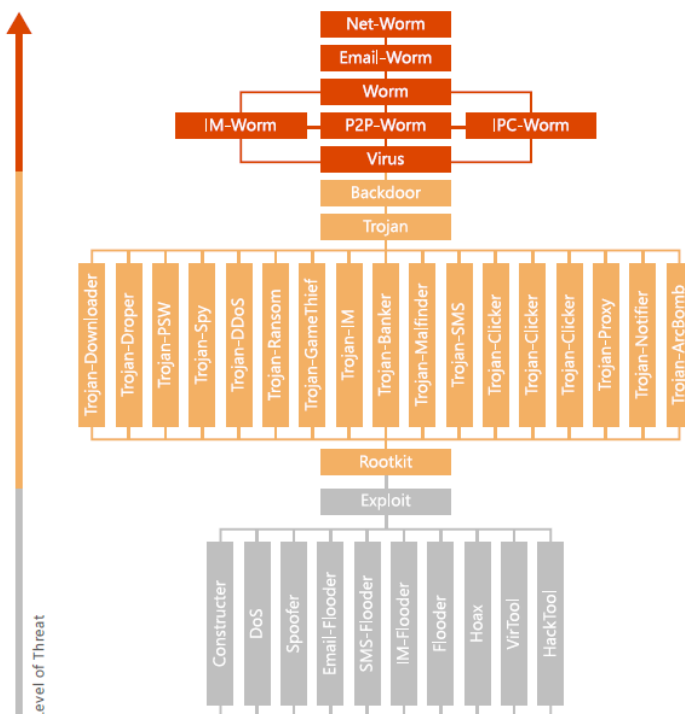 Net-Worm
Email-Worm
Worm
IM-Worm
P2P-Worm
IPC-Worm
Virus
Backdoor
Trojan
Trojan-Downloader
Trojan-Droper
Trojan-PSW
Trojan-Spy
Trojan-DDoS
Trojan-Ransom
Trojan-GameThief
Trojan-IM
Trojan-Banker
Trojan-Malfinder
Trojan-SMS
Trojan-Clicker
Trojan-Clicker
Trojan-Clicker
Trojan-Proxy
Trojan-Notifier
Trojan-ArcBomb
Rootkit
Exploit
Constructer
DoS
Spoofer
Email-Flooder
SMS-Flooder
IM-Flooder
Flooder
Hoax
VirTool
HackTool
Level of Threat